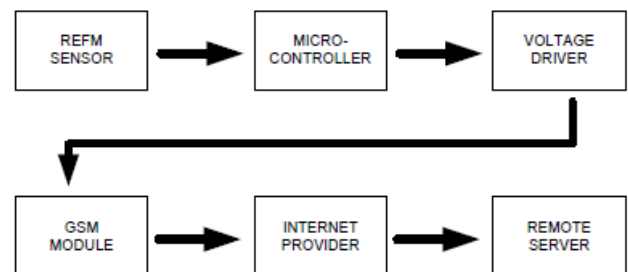 REFM
SENSOR
MICRO-
CONTROLLER
VOLTAGE
DRIVER
GSM
MODULE
INTERNET
PROVIDER
REMOTE
SERVER